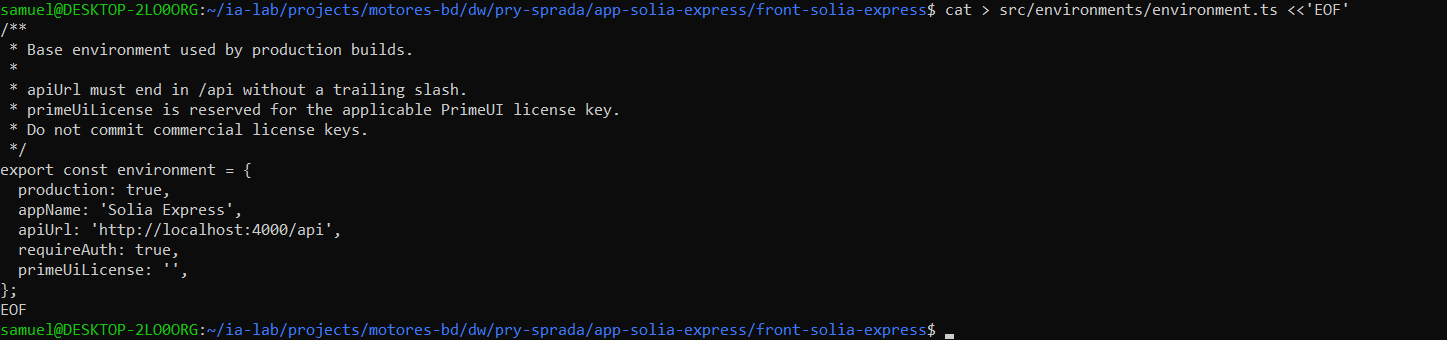 samuel@DESKTOP-2LO0ORG:~/ia-lab/projects/motores-bd/dw/pry-sprada/app-solia-express/front-solia-express$ cat > src/environments/environment.ts <<'EOF'
/**
 * Base environment used by production builds.
 *
 * apiUrl must end in /api without a trailing slash.
 * primeUiLicense is reserved for the applicable PrimeUI license key.
 * Do not commit commercial license keys.
 */
export const environment = {
  production: true,
  appName: 'Solia Express',
  apiUrl: 'http://localhost:4000/api',
  requireAuth: true,
  primeUiLicense: '',
};
EOF
samuel@DESKTOP-2LO0ORG:~/ia-lab/projects/motores-bd/dw/pry-sprada/app-solia-express/front-solia-express$